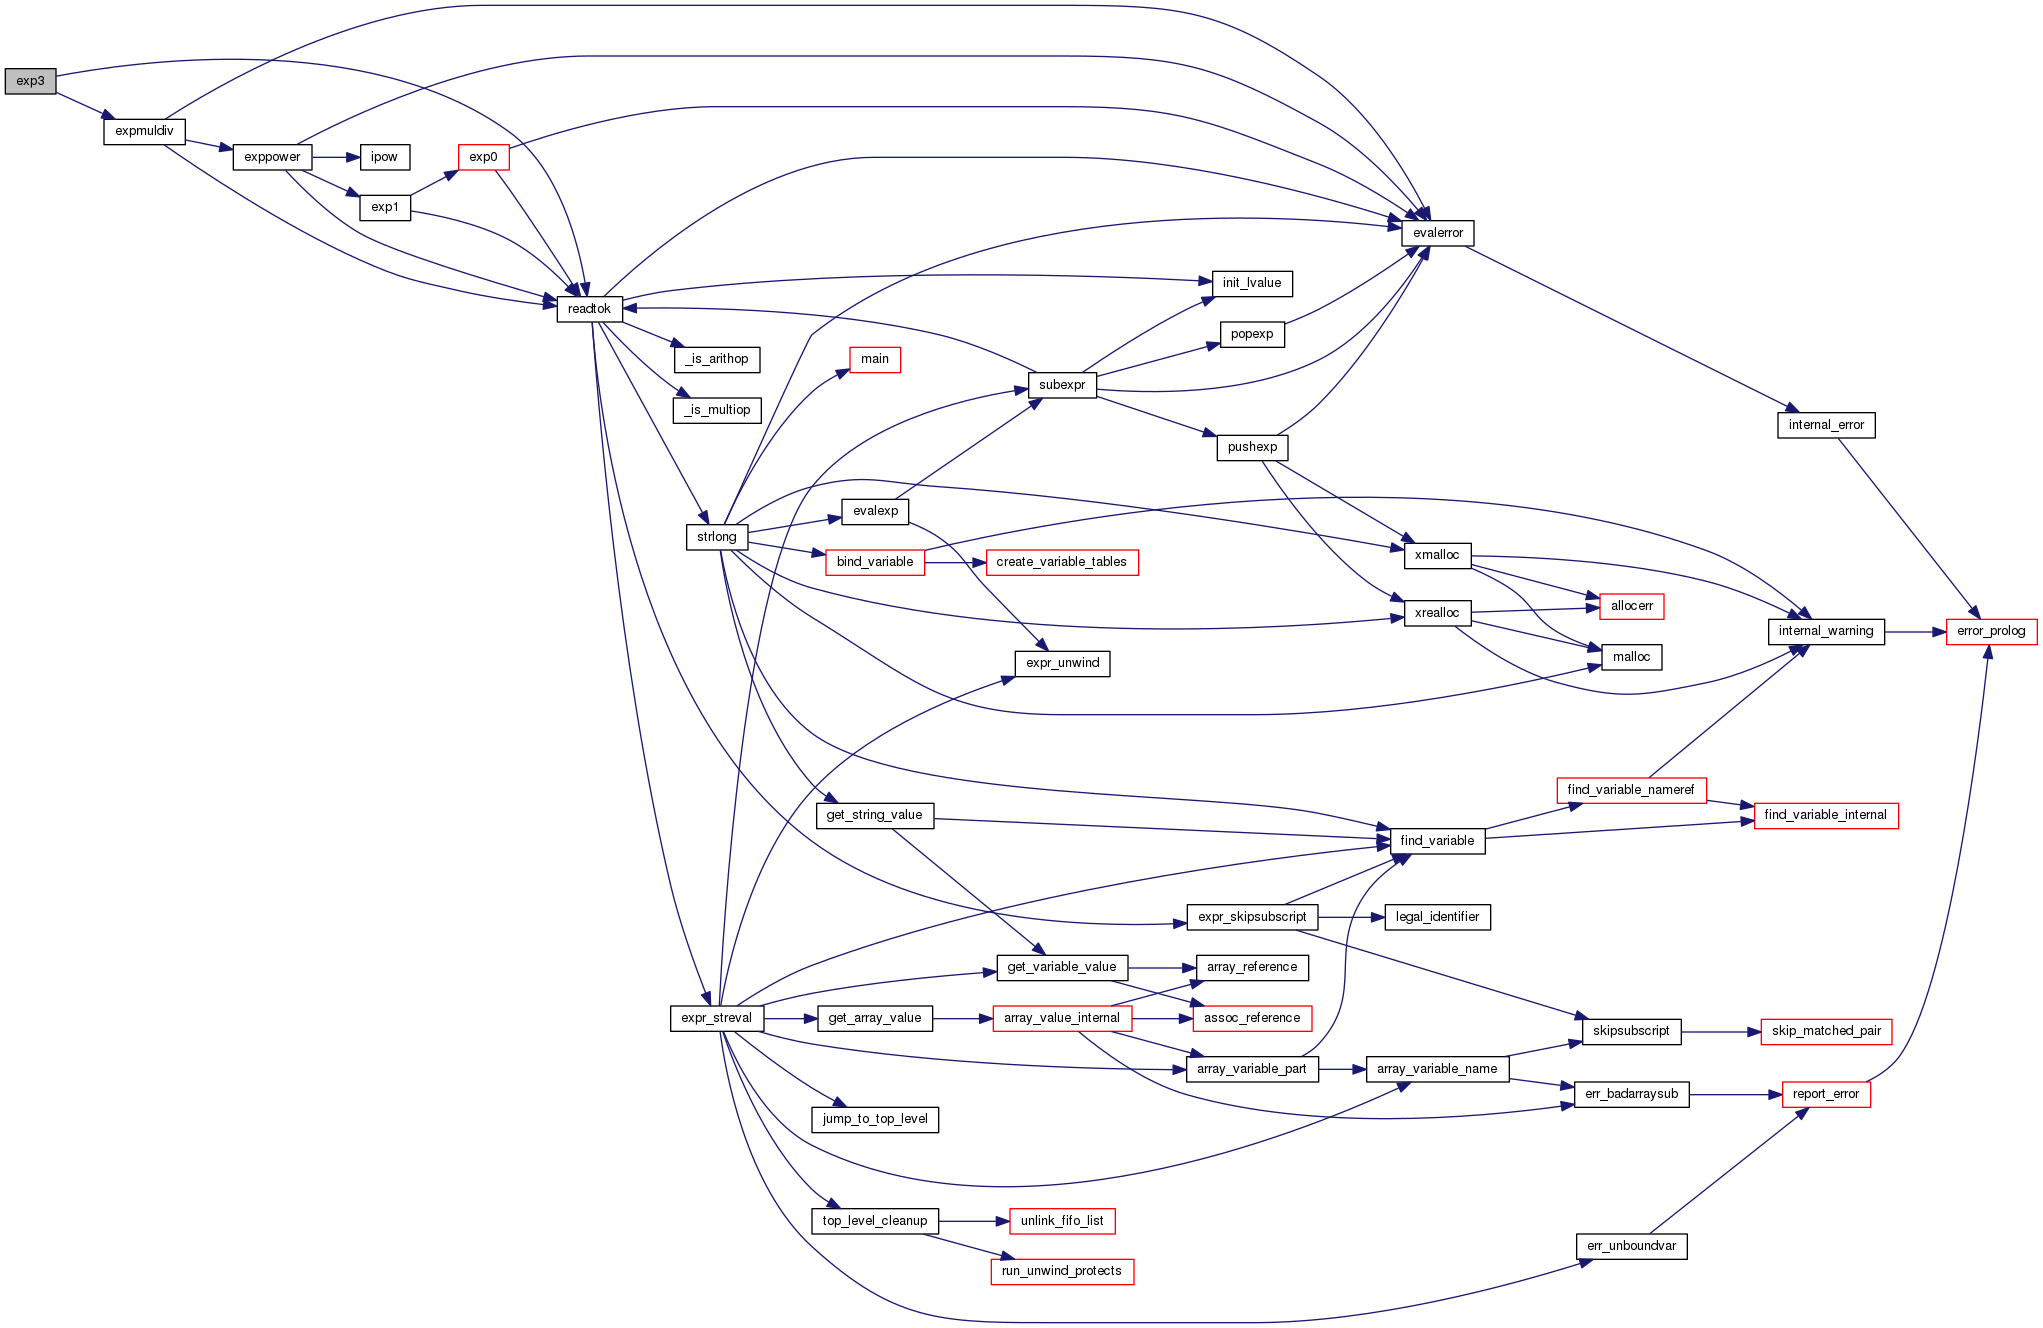 exp3
expmuldiv
exppower
ipow
exp0
exp1
evalerror
init_lvalue
readtok
popexp
_is_arithop
main
subexpr
_is_multiop
internal_error
pushexp
evalexp
strlong
xmalloc
bind_variable
create_variable_tables
allocerr
xrealloc
internal_warning
error_prolog
malloc
expr_unwind
find_variable_nameref
get_string_value
find_variable_internal
find_variable
expr_skipsubscript
legal_identifier
get_variable_value
array_reference
expr_streval
get_array_value
array_value_internal
assoc_reference
skipsubscript
skip_matched_pair
array_variable_part
array_variable_name
err_badarraysub
report_error
jump_to_top_level
top_level_cleanup
unlink_fifo_list
err_unboundvar
run_unwind_protects